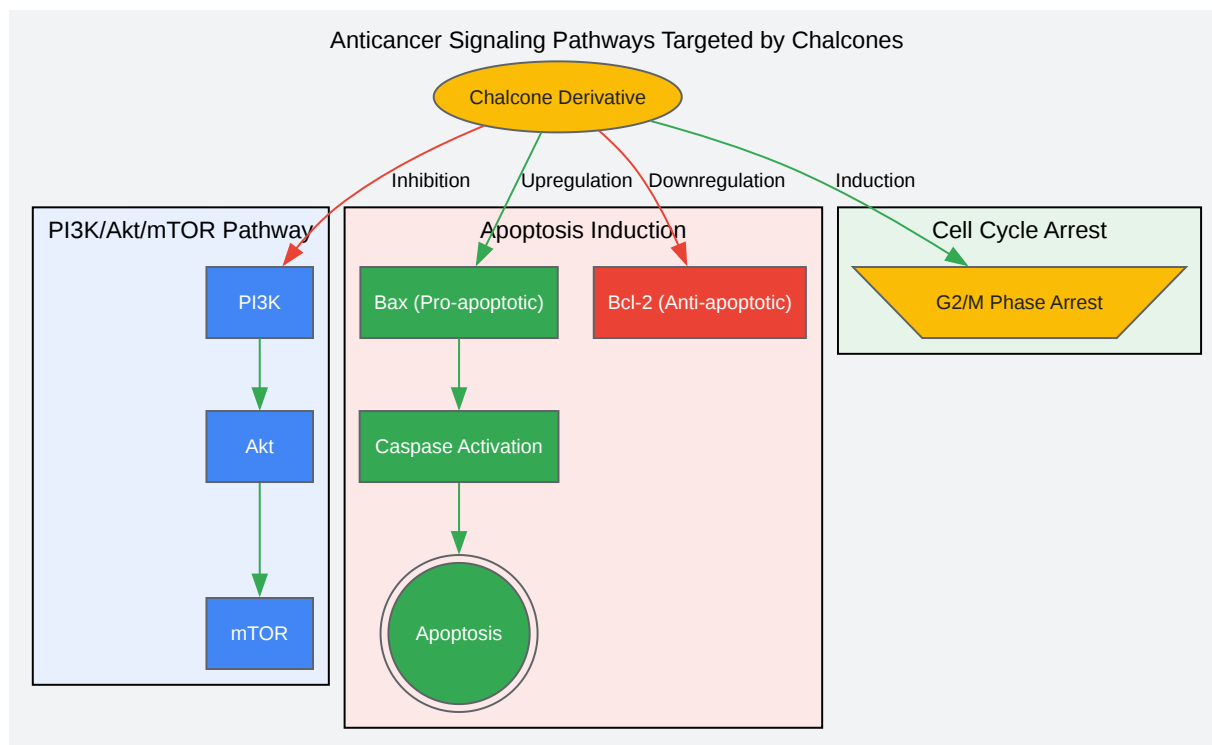 Anticancer Signaling Pathways Targeted by Chalcones
Chalcone Derivative
Inhibition
Upregulation
Downregulation
Induction
PI3K/Akt/mTOR Pathway
Apoptosis Induction
Cell Cycle Arrest
PI3K
Bax (Pro-apoptotic)
Bcl-2 (Anti-apoptotic)
G2/M Phase Arrest
Akt
Caspase Activation
mTOR
Apoptosis